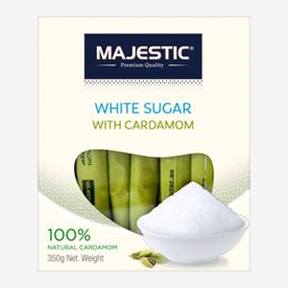 MAJESTIC®
Premium Quality
WHITE SUGAR
WITH CARDAMOM
100%
NATURAL CARDAMOM
350g Net. Weight